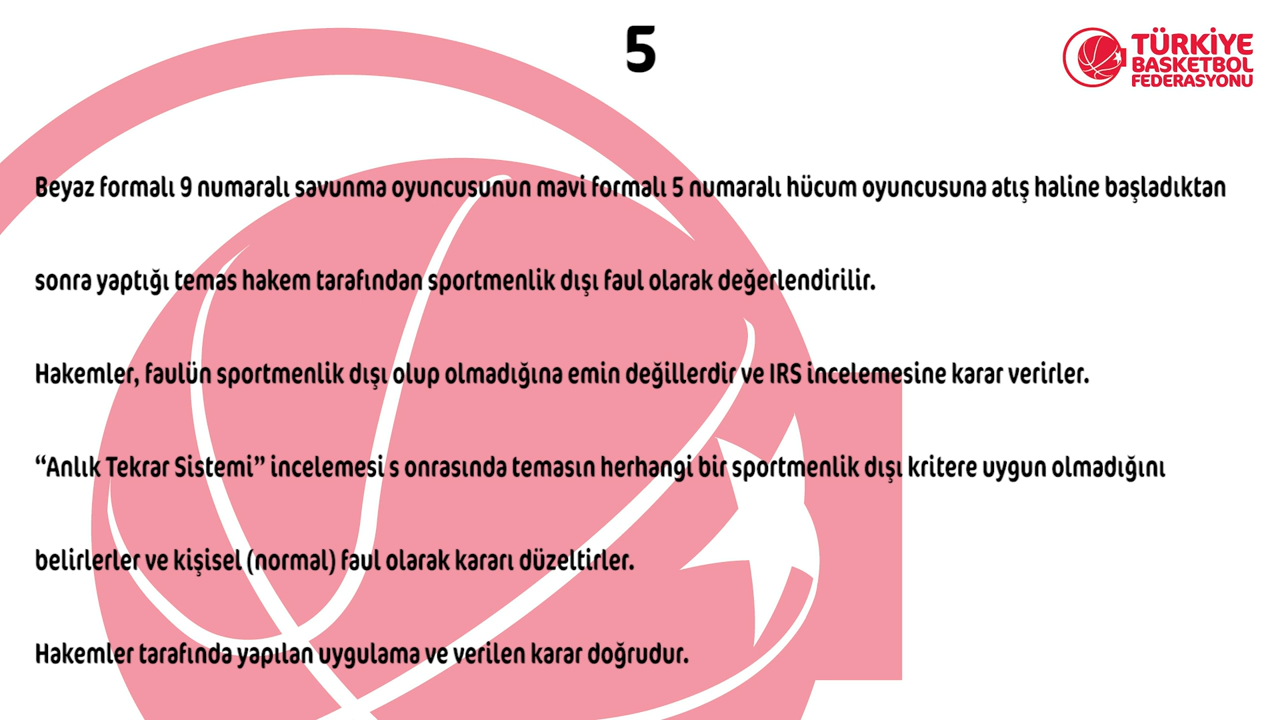 5
TÜRKİYE
BASKETBOL
FEDERASYONU
Beyaz formalı 9 numaralı savunma oyuncusunun mavi formalı 5 numaralı hücum oyuncusuna atış haline başladıktan
sonra yaptığı temas hakem tarafından sportmenlik dışı faul olarak değerlendirilir.
Hakemler, faulün sportmenlik dışı olup olmadığına emin değillerdir ve IRS incelemesine karar verirler.
“Anlık Tekrar Sistemi” incelemesi s onrasında temasın herhangi bir sportmenlik dışı kritere uygun olmadığını
belirlerler ve kişisel (normal) faul olarak kararı düzeltirler.
Hakemler tarafında yapılan uygulama ve verilen karar doğrudur.